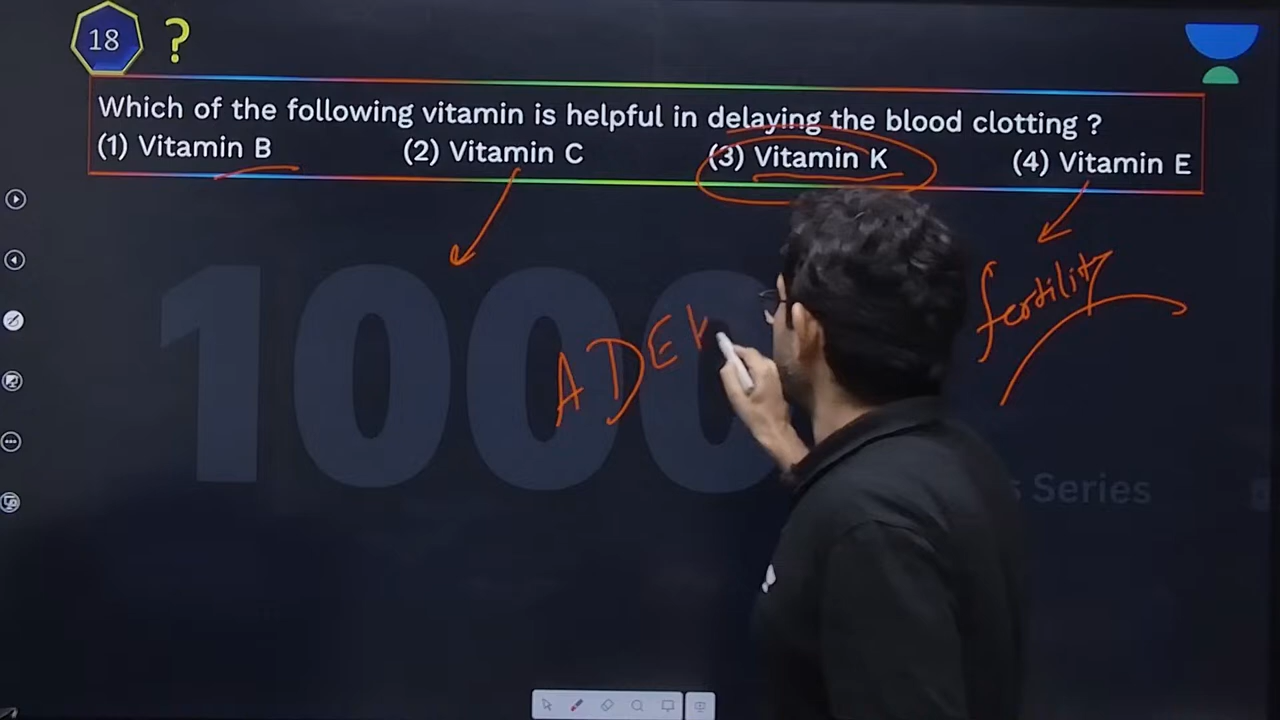 18 ?
Which of the following vitamin is helpful in delaying the blood clotting ?
(1) Vitamin B (2) Vitamin C (3) Vitamin K (4) Vitamin E
fertility
ADEK
1000
Series